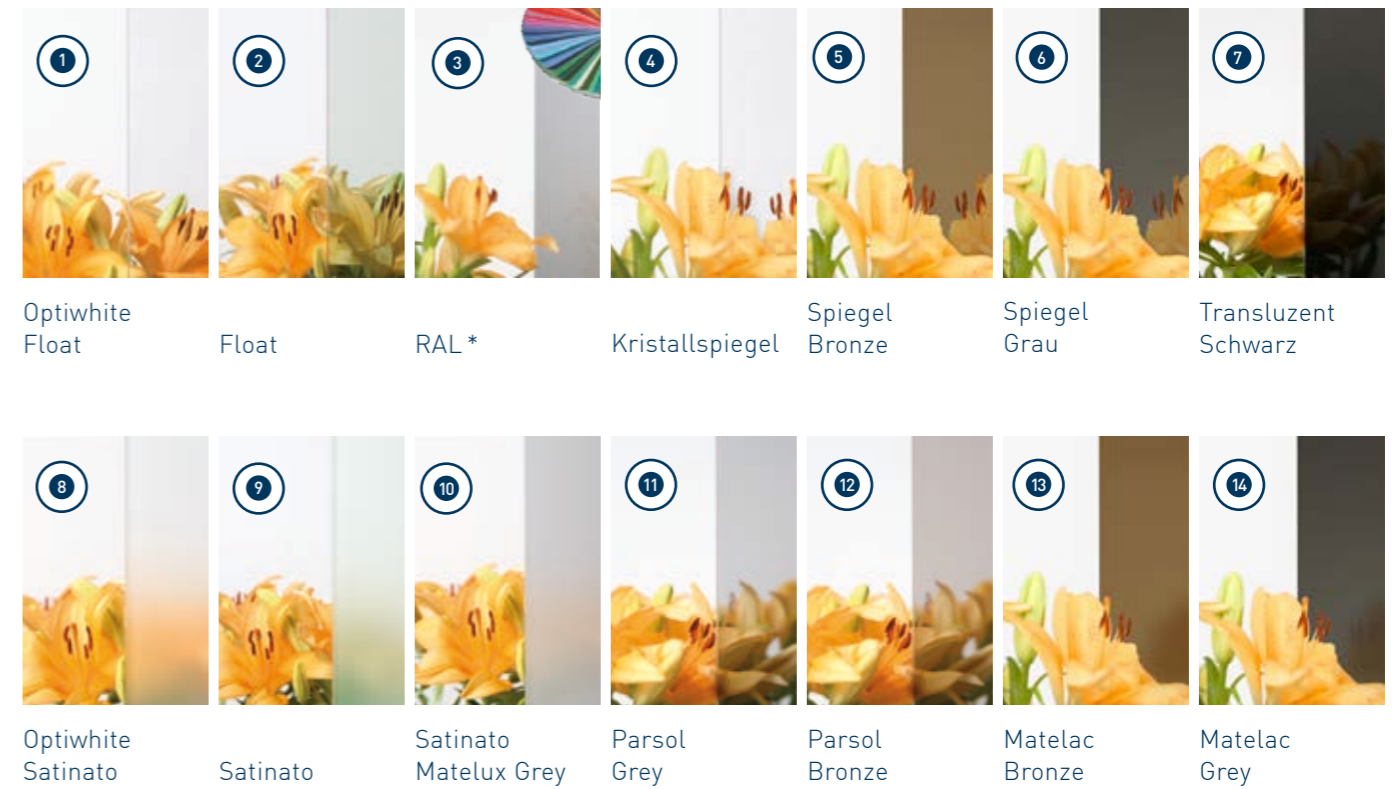 1 2 3 4 5 6 7
Optiwhite
Float
Float
RAL *
Kristallspiegel
Spiegel
Bronze
Spiegel
Grau
Transluzent
Schwarz
8 9 10 11 12 13 14
Optiwhite
Satinato
Satinato
Satinato
Matelux Grey
Parsol
Grey
Parsol
Bronze
Matelac
Bronze
Matelac
Grey